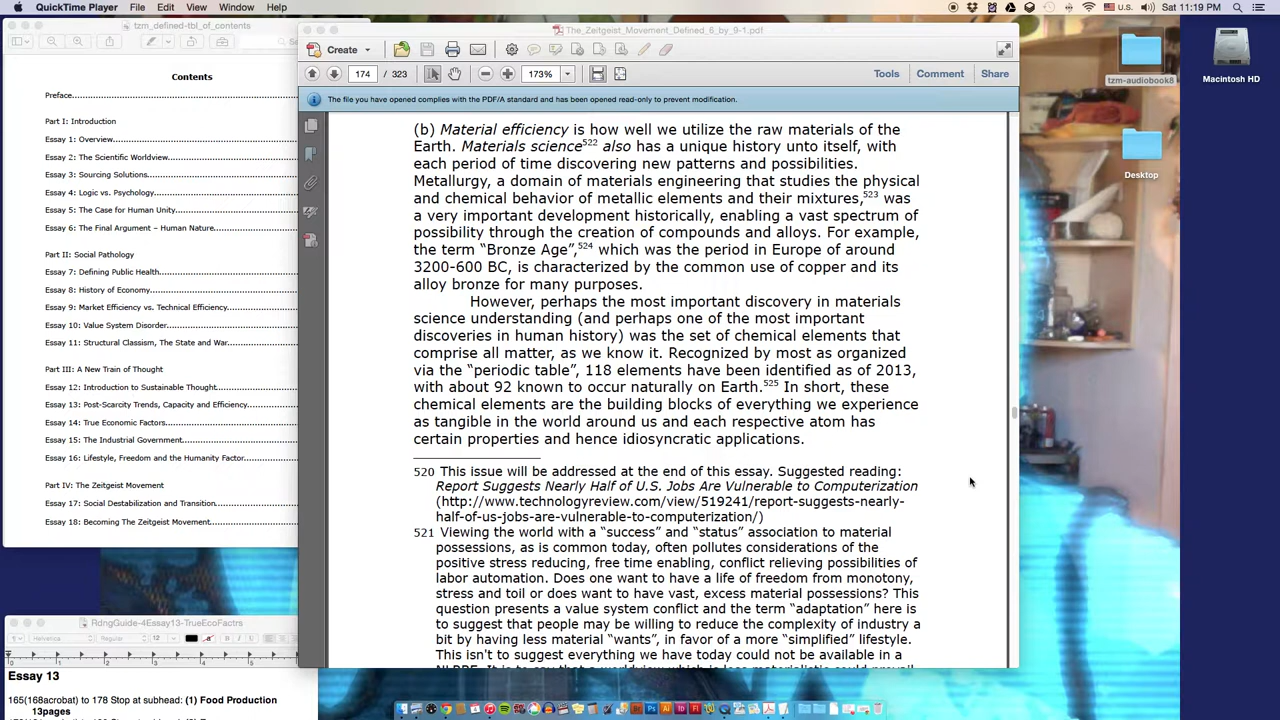 QuickTime Player File Edit View Window Help
U.S. Sat 11:19 PM
tzm_defined-tbl_of_contents
Contents
Preface
Part I: Introduction
Essay 1: Overview
Essay 2: The Scientific Worldview
Essay 3: Sourcing Solutions
Essay 4: Logic vs. Psychology
Essay 5: The Case for Human Unity
Essay 6: The Final Argument – Human Nature
Part II: Social Pathology
Essay 7: Defining Public Health
Essay 8: History of Economy
Essay 9: Market Efficiency vs. Technical Efficiency
Essay 10: Value System Disorder
Essay 11: Structural Classism, The State and War
Part III: A New Train of Thought
Essay 12: Introduction to Sustainable Thought
Essay 13: Post-Scarcity Trends, Capacity and Efficiency
Essay 14: True Economic Factors
Essay 15: The Industrial Government
Essay 16: Lifestyle, Freedom and the Humanity Factor
Part IV: The Zeitgeist Movement
Essay 17: Social Destabilization and Transition
Essay 18: Becoming The Zeitgeist Movement
RdngGuide-4Essay13-TrueEcoFactrs
Helvetica Regular 12
0 1 2 3 4 5
Essay 13
165(168acrobat) to 178 Stop at subhead: (1) Food Production
13pages
The_Zeitgeist_Movement_Defined_6_by_9-1.pdf
Create
174 / 323 173% Tools Comment Share
The file you have opened complies with the PDF/A standard and has been opened read-only to prevent modification.
(b) Material efficiency is how well we utilize the raw materials of the
Earth. Materials science522 also has a unique history unto itself, with
each period of time discovering new patterns and possibilities.
Metallurgy, a domain of materials engineering that studies the physical
and chemical behavior of metallic elements and their mixtures,523 was
a very important development historically, enabling a vast spectrum of
possibility through the creation of compounds and alloys. For example,
the term “Bronze Age”,524 which was the period in Europe of around
3200-600 BC, is characterized by the common use of copper and its
alloy bronze for many purposes.
However, perhaps the most important discovery in materials
science understanding (and perhaps one of the most important
discoveries in human history) was the set of chemical elements that
comprise all matter, as we know it. Recognized by most as organized
via the “periodic table”, 118 elements have been identified as of 2013,
with about 92 known to occur naturally on Earth.525 In short, these
chemical elements are the building blocks of everything we experience
as tangible in the world around us and each respective atom has
certain properties and hence idiosyncratic applications.
520 This issue will be addressed at the end of this essay. Suggested reading:
Report Suggests Nearly Half of U.S. Jobs Are Vulnerable to Computerization
(http://www.technologyreview.com/view/519241/report-suggests-nearly-
half-of-us-jobs-are-vulnerable-to-computerization/)
521 Viewing the world with a “success” and “status” association to material
possessions, as is common today, often pollutes considerations of the
positive stress reducing, free time enabling, conflict relieving possibilities of
labor automation. Does one want to have a life of freedom from monotony,
stress and toil or does want to have vast, excess material possessions? This
question presents a value system conflict and the term “adaptation” here is
to suggest that people may be willing to reduce the complexity of industry a
bit by having less material “wants”, in favor of a more “simplified” lifestyle.
This isn't to suggest everything we have today could not be available in a
tzm-audiobook8
Desktop
Macintosh HD